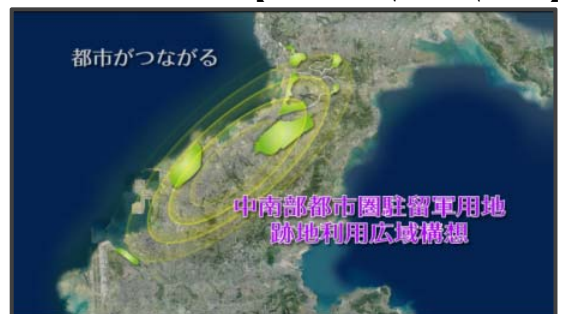 都市がつながる
中南部都市圏駐留軍用地
跡地利用広域構想